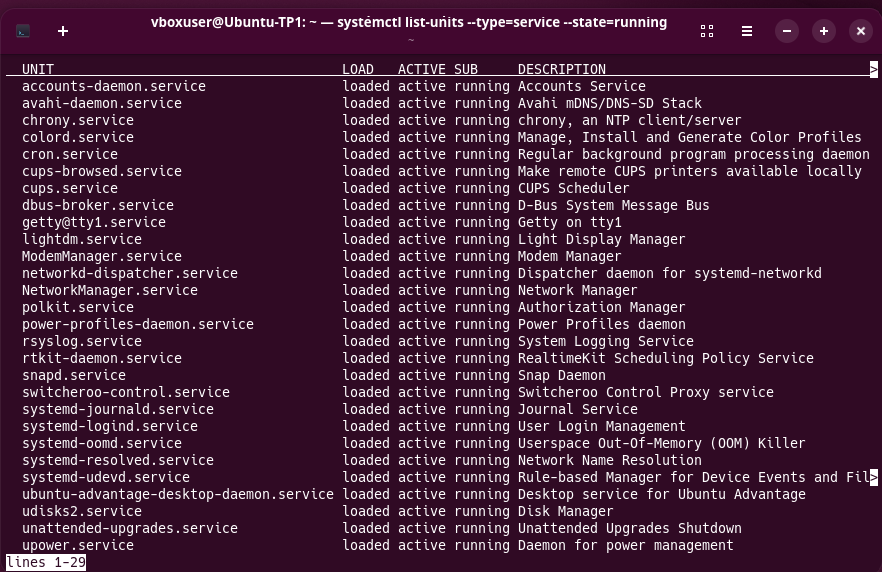 vboxuser@Ubuntu-TP1: ~ — systemctl list-units --type=service --state=running
~
UNIT LOAD ACTIVE SUB DESCRIPTION >
accounts-daemon.service loaded active running Accounts Service
avahi-daemon.service loaded active running Avahi mDNS/DNS-SD Stack
chrony.service loaded active running chrony, an NTP client/server
colord.service loaded active running Manage, Install and Generate Color Profiles
cron.service loaded active running Regular background program processing daemon
cups-browsed.service loaded active running Make remote CUPS printers available locally
cups.service loaded active running CUPS Scheduler
dbus-broker.service loaded active running D-Bus System Message Bus
getty@tty1.service loaded active running Getty on tty1
lightdm.service loaded active running Light Display Manager
ModemManager.service loaded active running Modem Manager
networkd-dispatcher.service loaded active running Dispatcher daemon for systemd-networkd
NetworkManager.service loaded active running Network Manager
polkit.service loaded active running Authorization Manager
power-profiles-daemon.service loaded active running Power Profiles daemon
rsyslog.service loaded active running System Logging Service
rtkit-daemon.service loaded active running RealtimeKit Scheduling Policy Service
snapd.service loaded active running Snap Daemon
switcheroo-control.service loaded active running Switcheroo Control Proxy service
systemd-journald.service loaded active running Journal Service
systemd-logind.service loaded active running User Login Management
systemd-oomd.service loaded active running Userspace Out-Of-Memory (OOM) Killer
systemd-resolved.service loaded active running Network Name Resolution
systemd-udevd.service loaded active running Rule-based Manager for Device Events and Fil>
ubuntu-advantage-desktop-daemon.service loaded active running Desktop service for Ubuntu Advantage
udisks2.service loaded active running Disk Manager
unattended-upgrades.service loaded active running Unattended Upgrades Shutdown
upower.service loaded active running Daemon for power management
lines 1-29